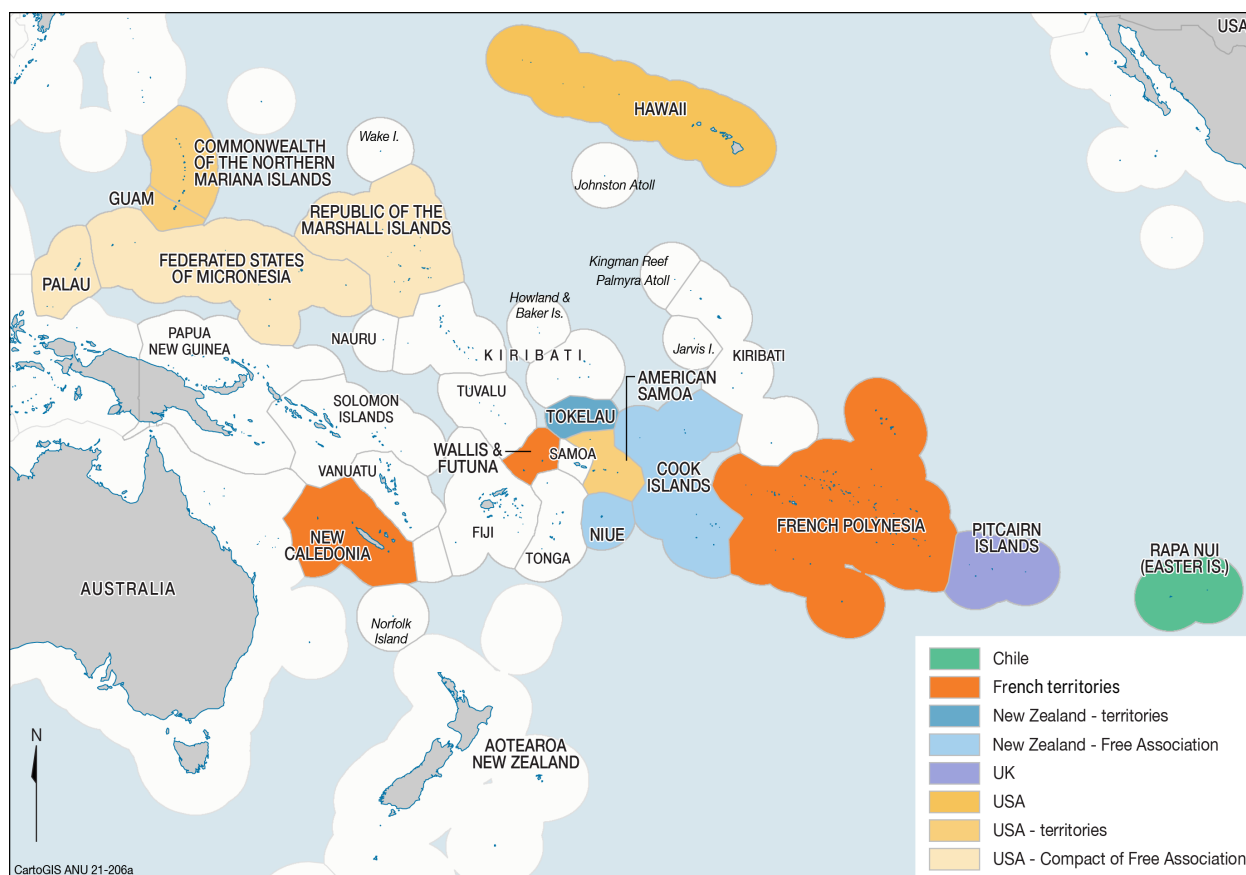 USA
HAWAII
Wake I.
COMMONWEALTH
OF THE NORTHERN
MARIANA ISLANDS
Johnston Atoll
GUAM
REPUBLIC OF THE
MARSHALL ISLANDS
FEDERATED STATES
OF MICRONESIA
PALAU
Kingman Reef
Palmyra Atoll
Howland &
Baker Is.
PAPUA
NEW GUINEA
NAURU
KIRIBATI
Jarvis I.
KIRIBATI
AMERICAN
SAMOA
TUVALU
SOLOMON
ISLANDS
TOKELAU
WALLIS &
FUTUNA
SAMOA
VANUATU
COOK
ISLANDS
FIJI
NIUE
FRENCH POLYNESIA
PITCAIRN
ISLANDS
NEW
CALEDONIA
TONGA
RAPA NUI
(EASTER IS.)
AUSTRALIA
Norfolk
Island
AOTEAROA
NEW ZEALAND
N
Chile
French territories
New Zealand - territories
New Zealand - Free Association
UK
USA
USA - territories
USA - Compact of Free Association
CartoGIS ANU 21-206a